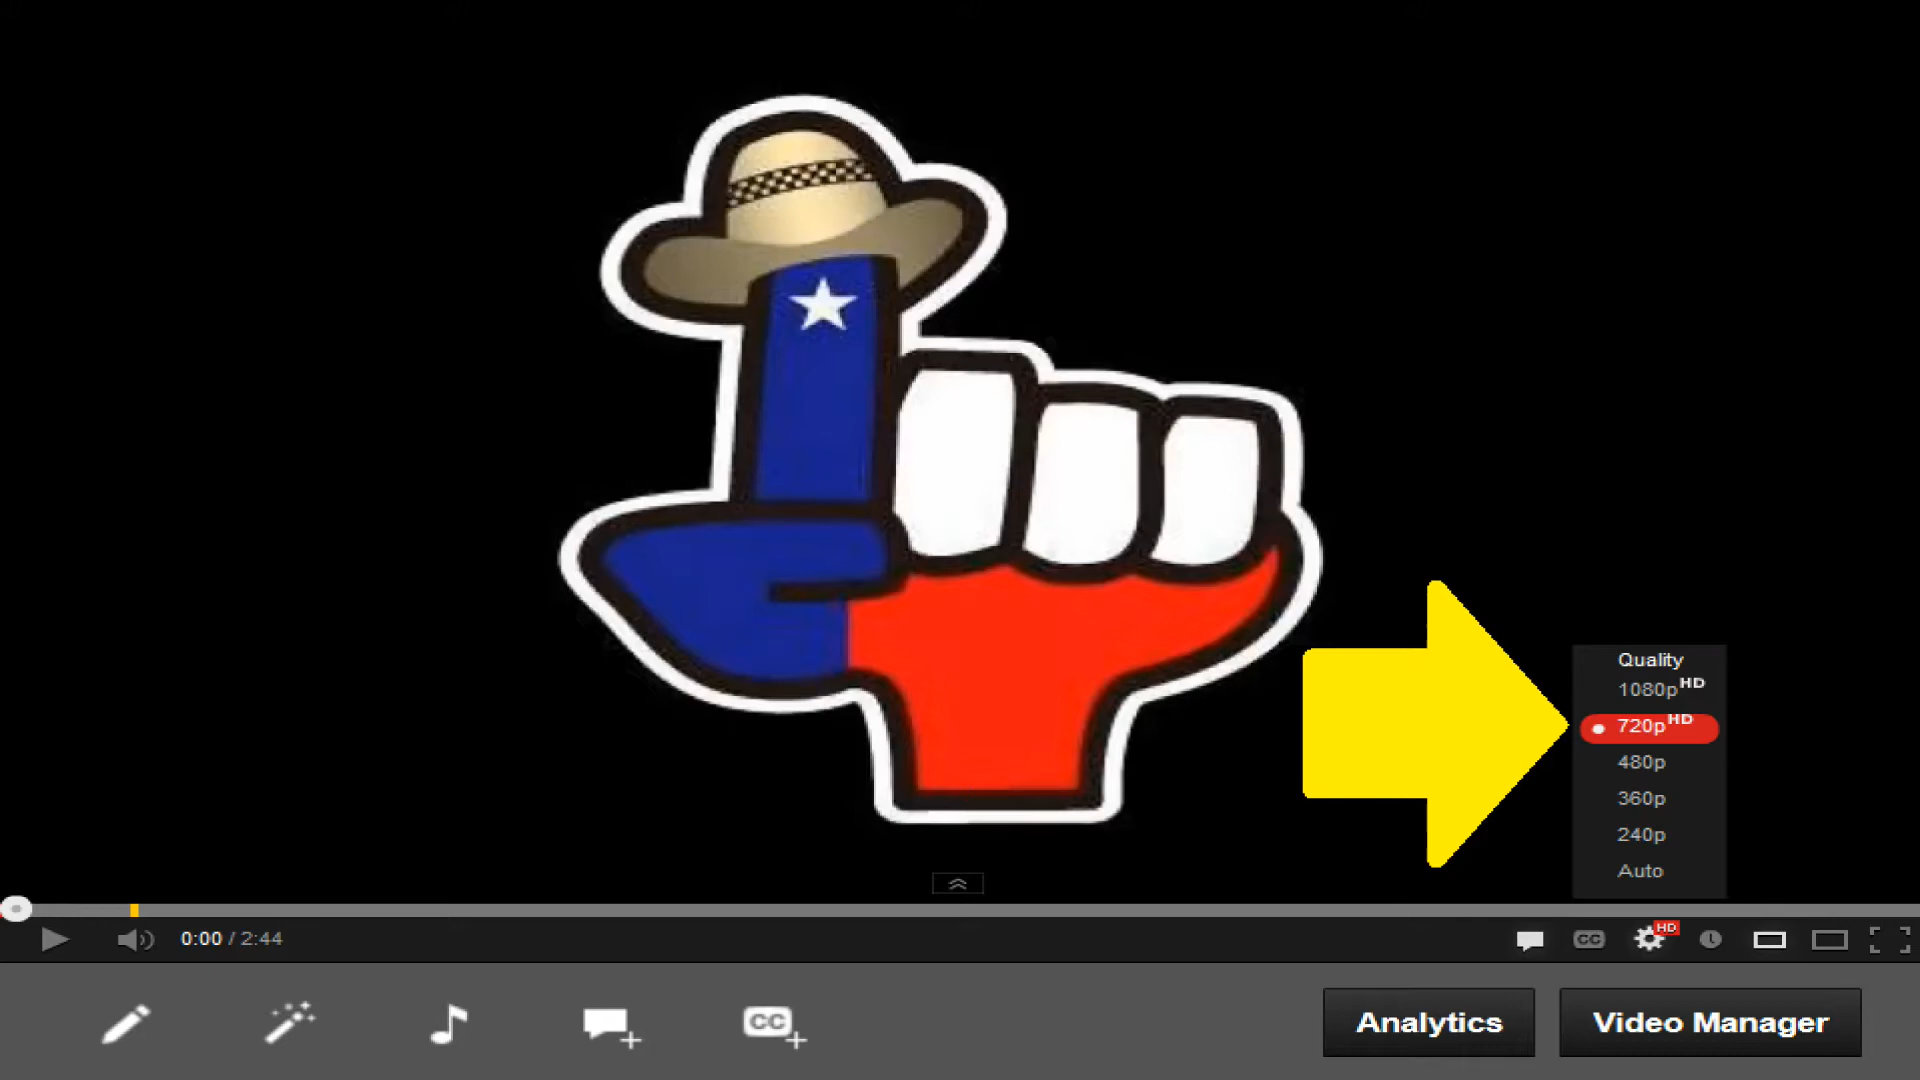 Quality
1080p HD
720p HD
480p
360p
240p
Auto
0:00 / 2:44
CC
HD
CC
Analytics
Video Manager